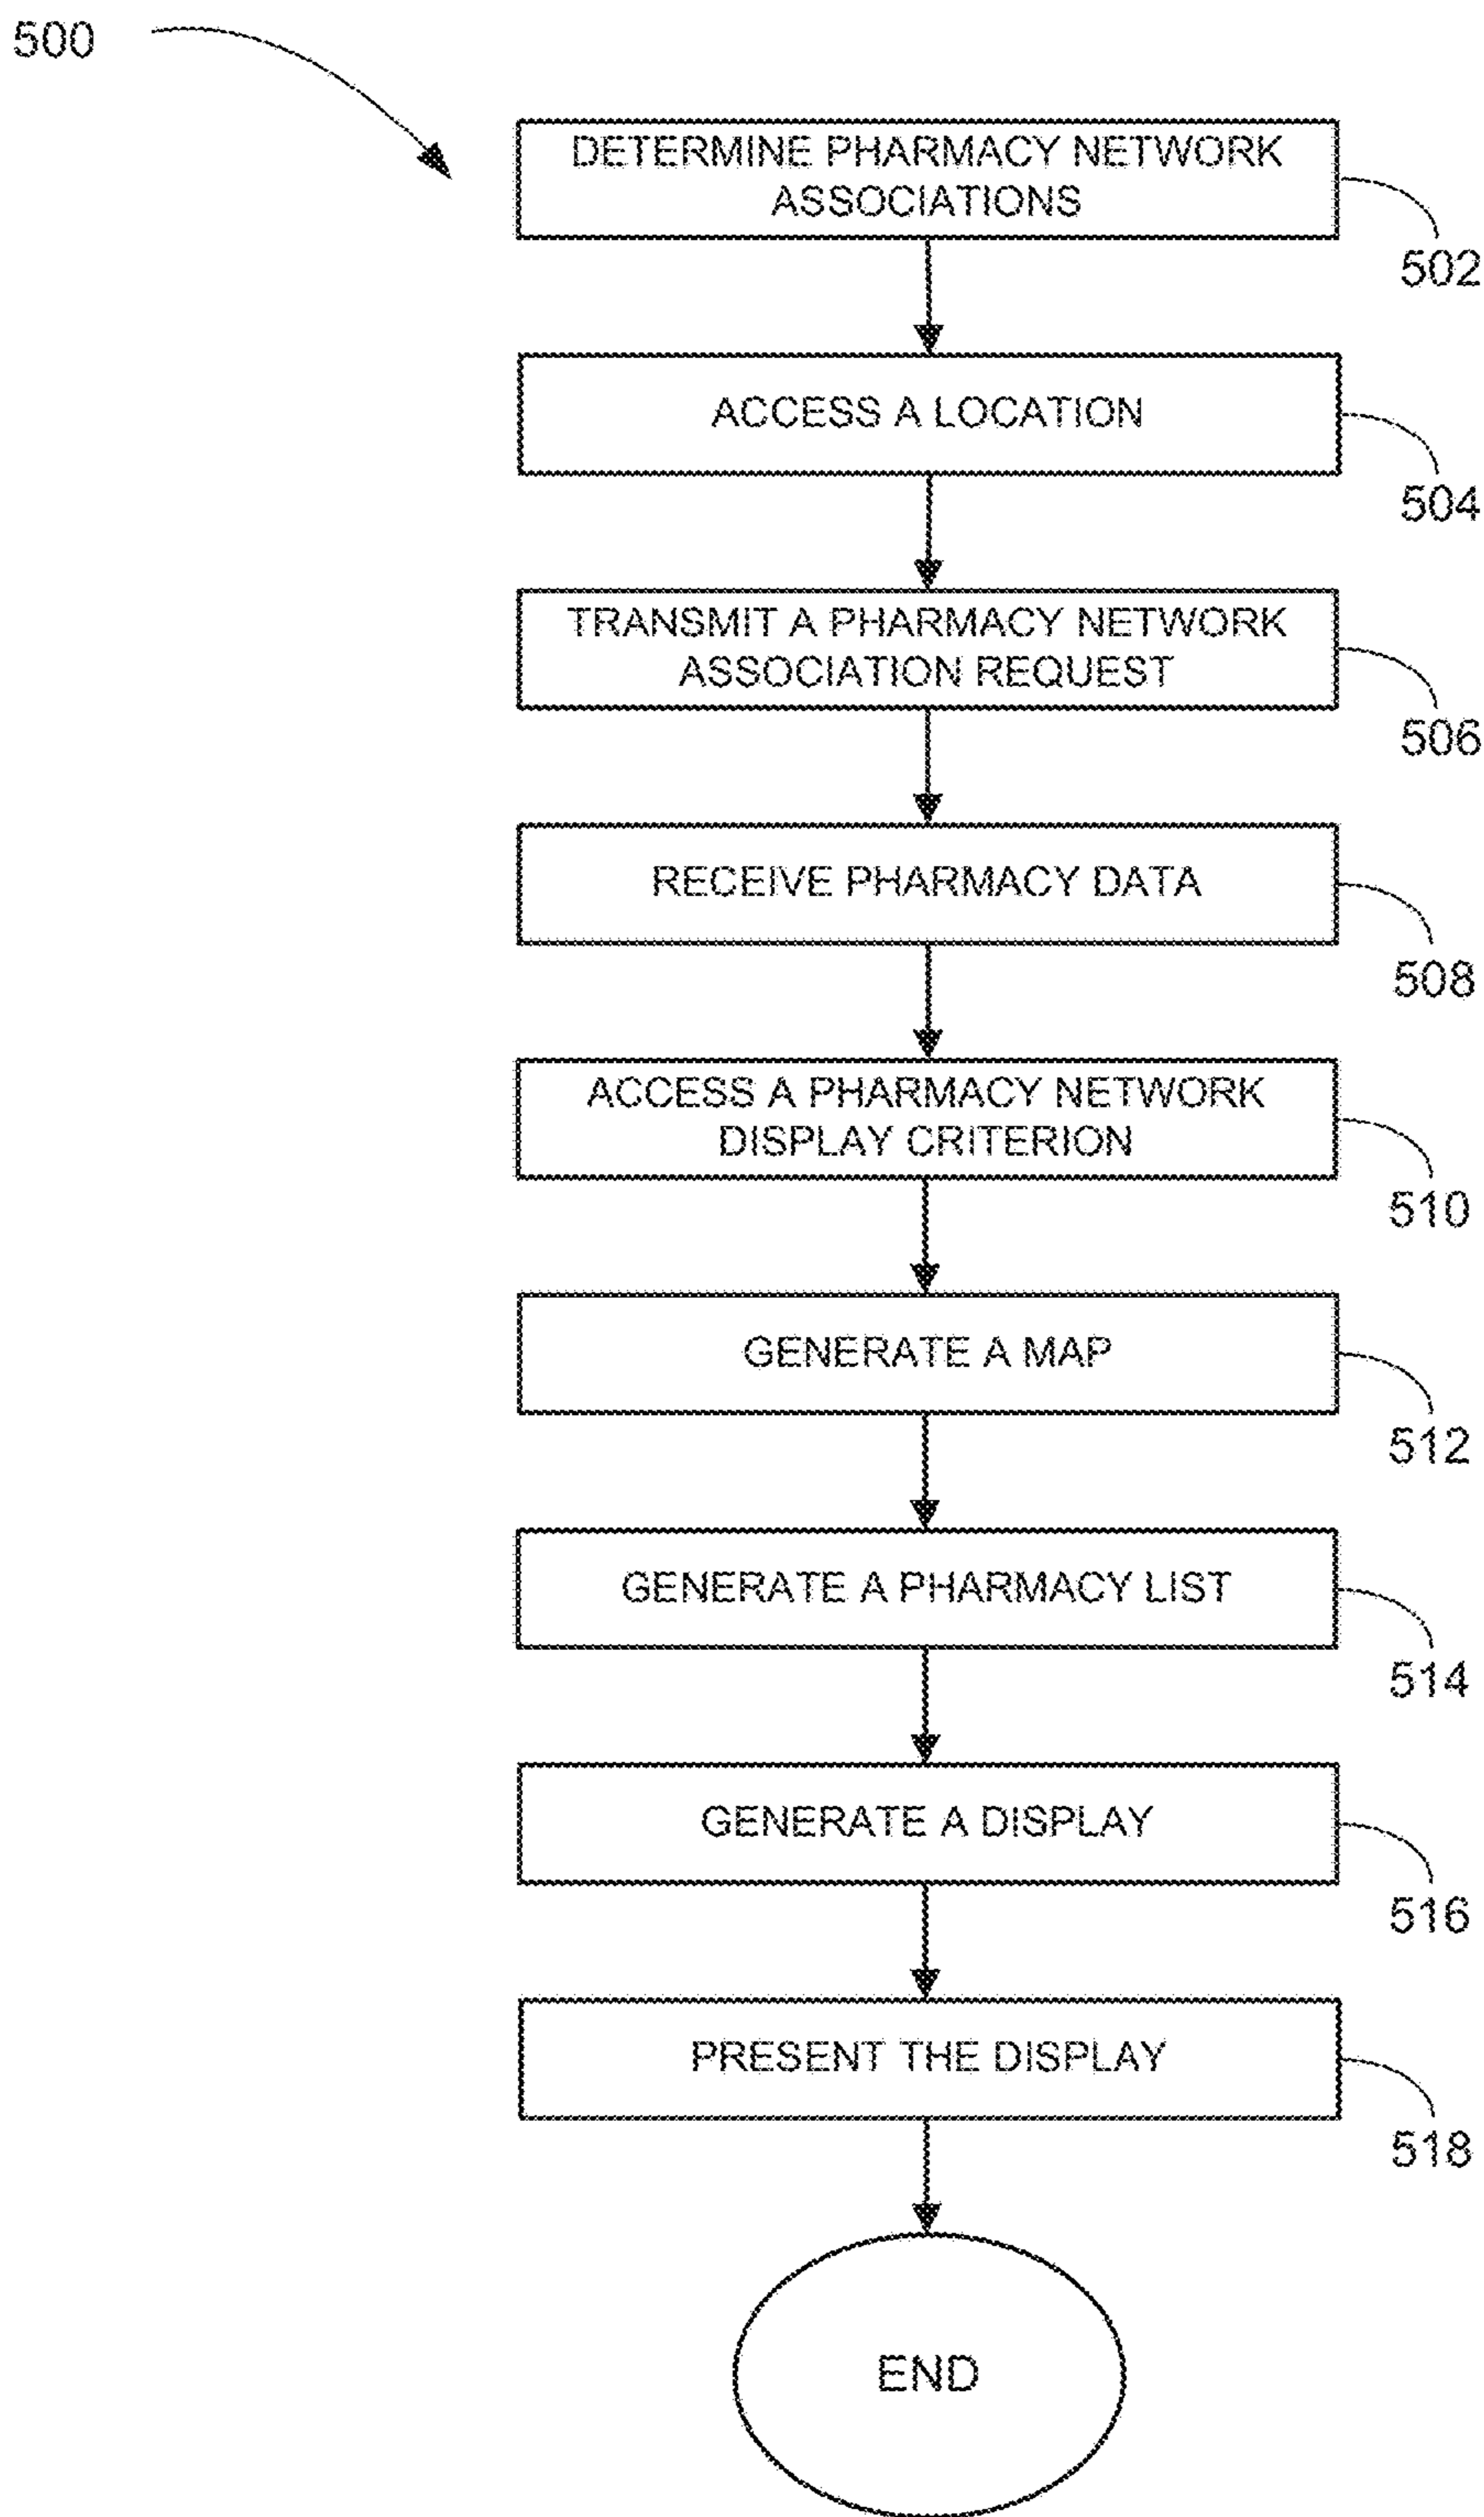 500
DETERMINE PHARMACY NETWORK
ASSOCIATIONS
502
ACCESS A LOCATION
504
TRANSMIT A PHARMACY NETWORK
ASSOCIATION REQUEST
506
RECEIVE PHARMACY DATA
508
ACCESS A PHARMACY NETWORK
DISPLAY CRITERION
510
GENERATE A MAP
512
GENERATE A PHARMACY LIST
514
GENERATE A DISPLAY
516
PRESENT THE DISPLAY
518
END